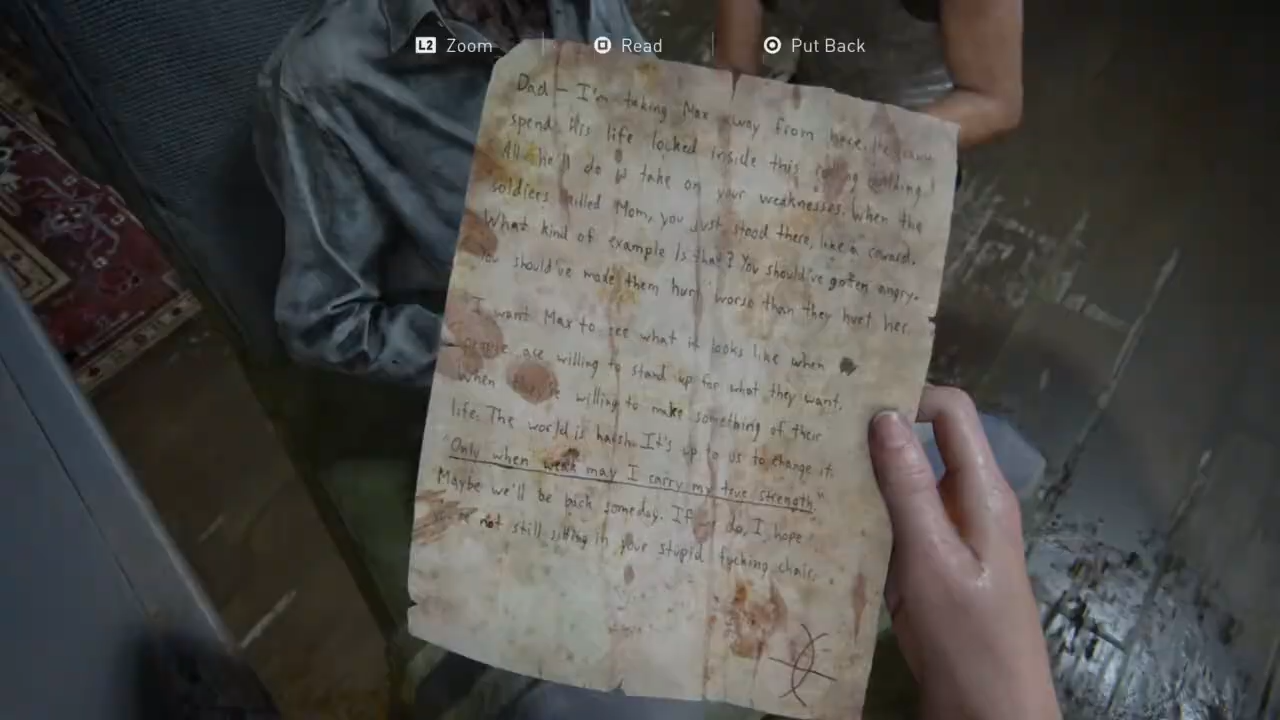 L2 Zoom
Read
Put Back
Dad – I'm taking Max away from here. He can't
spend his life locked inside this rotting building!
All he'll do is take on your weaknesses. When the
soldiers killed Mom, you just stood there, like a coward.
What kind of example is that? You should've gotten angry.
You should've made them hurt worse than they hurt her.
I want Max to see what it looks like when
people are willing to stand up for what they want.
When they're willing to make something of their
life. The world is harsh. It's up to us to change it.
"Only when weak may I carry my true strength"
Maybe we'll be back someday. If we do, I hope
you're not still sitting in your stupid fucking chair.